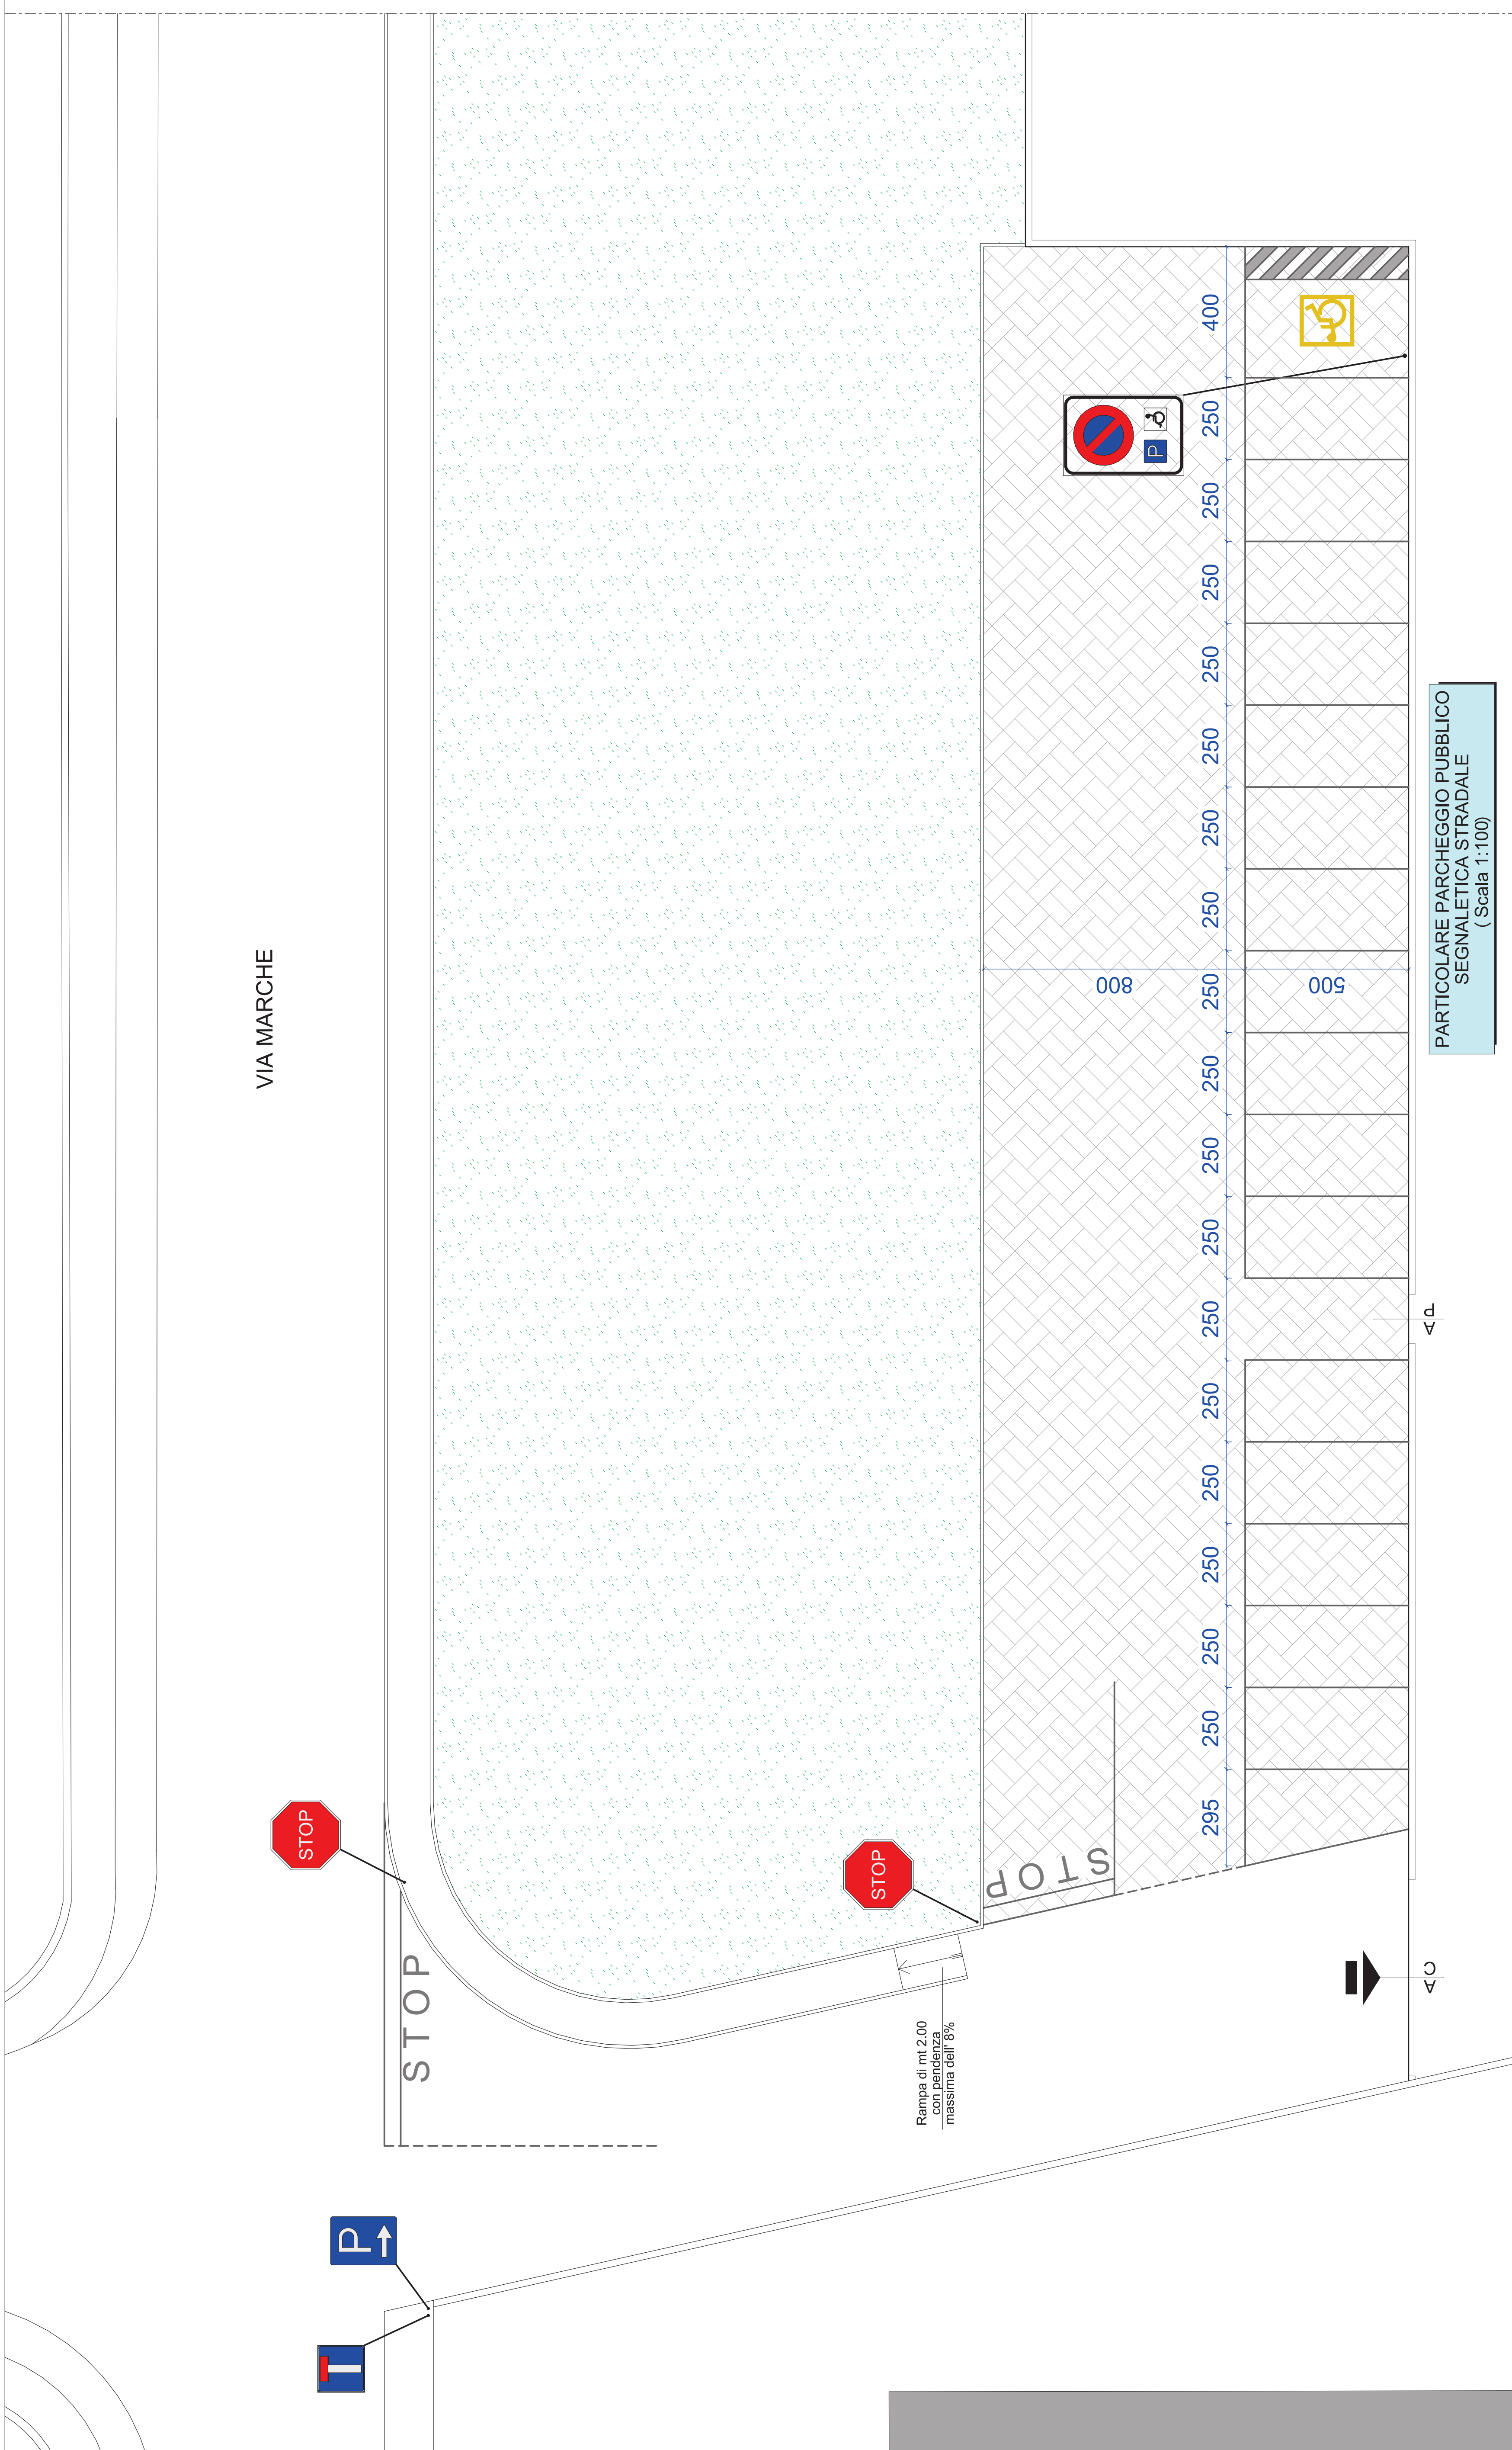 VIA MARCHE
STOP
P
STOP
STOP
Rampa di mt 2.00
con pendenza
massima dell' 8%
STOP
800
P
295 250 250 250 250 250 250 250 250 250 250 250 250 250 250 250 250 250 400
500
A C
A P
PARTICOLARE PARCHEGGIO PUBBLICO
SEGNALETICA STRADALE
( Scala 1:100)